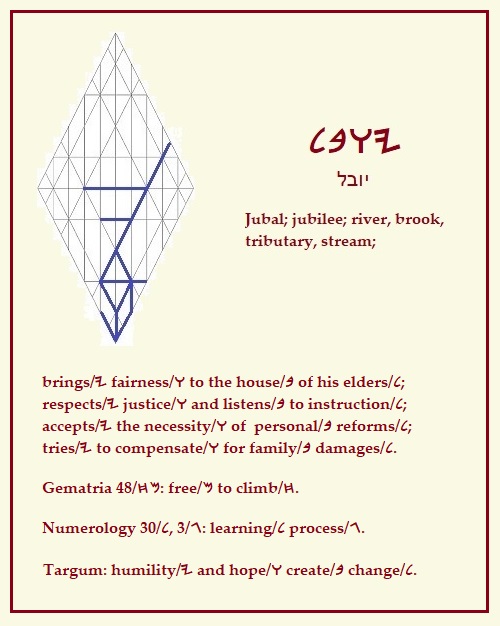 𐤉𐤅𐤁𐤋
יובל
Jubal; jubilee; river, brook,
tributary, stream;
brings/𐤉 fairness/𐤅 to the house/𐤁 of his elders/𐤋;
respects/𐤉 justice/𐤅 and listens/𐤁 to instruction/𐤋;
accepts/𐤉 the necessity/𐤅 of personal/𐤁 reforms/𐤋;
tries/𐤉 to compensate/𐤅 for family/𐤁 damages/𐤋.
Gematria 48/𐤌𐤇: free/𐤌 to climb/𐤇.
Numerology 30/𐤋, 3/𐤂: learning/𐤋 process/𐤂.
Targum: humility/𐤉 and hope/𐤅 create/𐤁 change/𐤋.